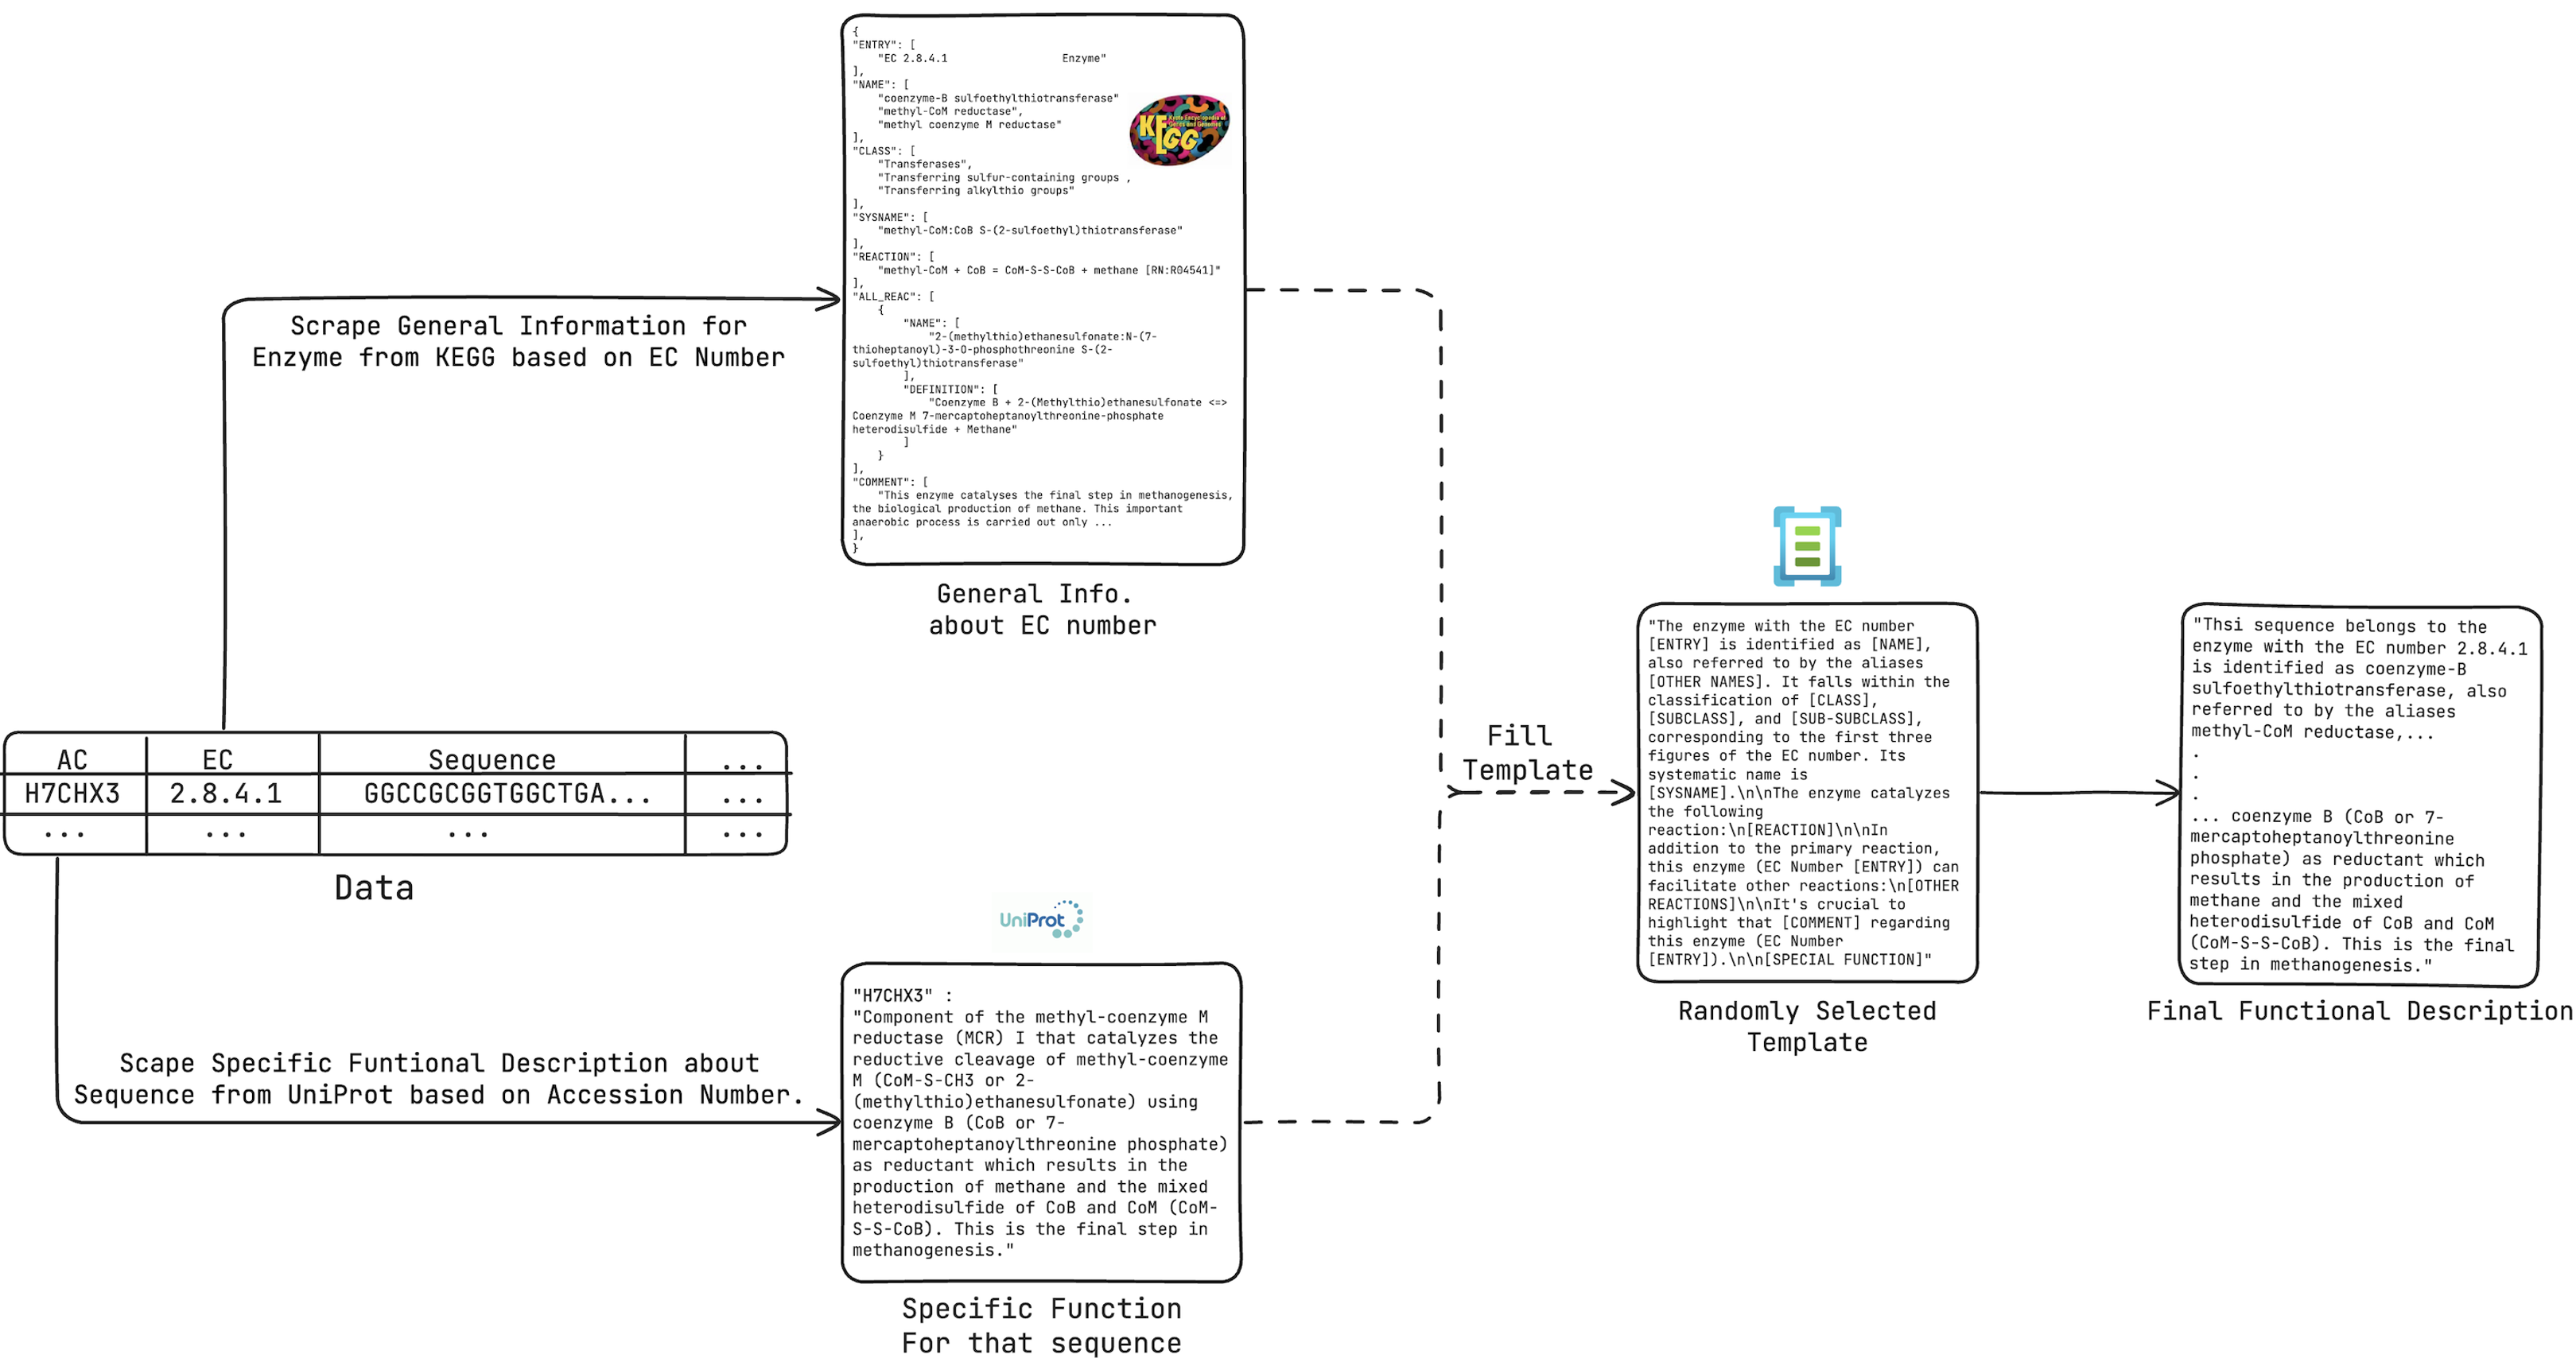 {
"ENTRY": [
"EC 2.8.4.1 Enzyme"
],
"NAME": [
"coenzyme-B sulfoethylthiotransferase"
"methyl-CoM reductase",
"methyl coenzyme M reductase"
],
"CLASS": [
"Transferases",
"Transferring sulfur-containing groups ,
"Transferring alkylthio groups"
],
"SYSNAME": [
"methyl-CoM:CoB S-(2-sulfoethyl)thiotransferase"
],
"REACTION": [
"methyl-CoM + CoB = CoM-S-S-CoB + methane [RN:R04541]"
],
"ALL_REAC": [
{
"NAME": [
"2-(methylthio)ethanesulfonate:N-(7-
thioheptanoyl)-3-O-phosphothreonine S-(2-
sulfoethyl)thiotransferase"
],
"DEFINITION": [
"Coenzyme B + 2-(Methylthio)ethanesulfonate <=>
Coenzyme M 7-mercaptoheptanoylthreonine-phosphate
heterodisulfide + Methane"
]
}
],
"COMMENT": [
"This enzyme catalyses the final step in methanogenesis,
the biological production of methane. This important
anaerobic process is carried out only ...
],
}
KEGG
Kyoto Encyclopedia of
Genes and Genomes
General Info.
about EC number
Scrape General Information for
Enzyme from KEGG based on EC Number
AC EC Sequence ...
H7CHX3 2.8.4.1 GGCCGCGGTGGCTGA... ...
... ... ... ...
Data
Scape Specific Funtional Description about
Sequence from UniProt based on Accession Number.
UniProt
"H7CHX3" :
"Component of the methyl-coenzyme M
reductase (MCR) I that catalyzes the
reductive cleavage of methyl-coenzyme
M (CoM-S-CH3 or 2-
(methylthio)ethanesulfonate) using
coenzyme B (CoB or 7-
mercaptoheptanoylthreonine phosphate)
as reductant which results in the
production of methane and the mixed
heterodisulfide of CoB and CoM (CoM-
S-S-CoB). This is the final step in
methanogenesis."
Specific Function
For that sequence
Fill
Template
"The enzyme with the EC number
[ENTRY] is identified as [NAME],
also referred to by the aliases
[OTHER NAMES]. It falls within the
classification of [CLASS],
[SUBCLASS], and [SUB-SUBCLASS],
corresponding to the first three
figures of the EC number. Its
systematic name is
[SYSNAME].\n\nThe enzyme catalyzes
the following
reaction:\n[REACTION]\n\nIn
addition to the primary reaction,
this enzyme (EC Number [ENTRY]) can
facilitate other reactions:\n[OTHER
REACTIONS]\n\nIt's crucial to
highlight that [COMMENT] regarding
this enzyme (EC Number
[ENTRY]).\n\n[SPECIAL FUNCTION]"
Randomly Selected
Template
"Thsi sequence belongs to the
enzyme with the EC number 2.8.4.1
is identified as coenzyme-B
sulfoethylthiotransferase, also
referred to by the aliases
methyl-CoM reductase,...
.
.
.
... coenzyme B (CoB or 7-
mercaptoheptanoylthreonine
phosphate) as reductant which
results in the production of
methane and the mixed
heterodisulfide of CoB and CoM
(CoM-S-S-CoB). This is the final
step in methanogenesis."
Final Functional Description